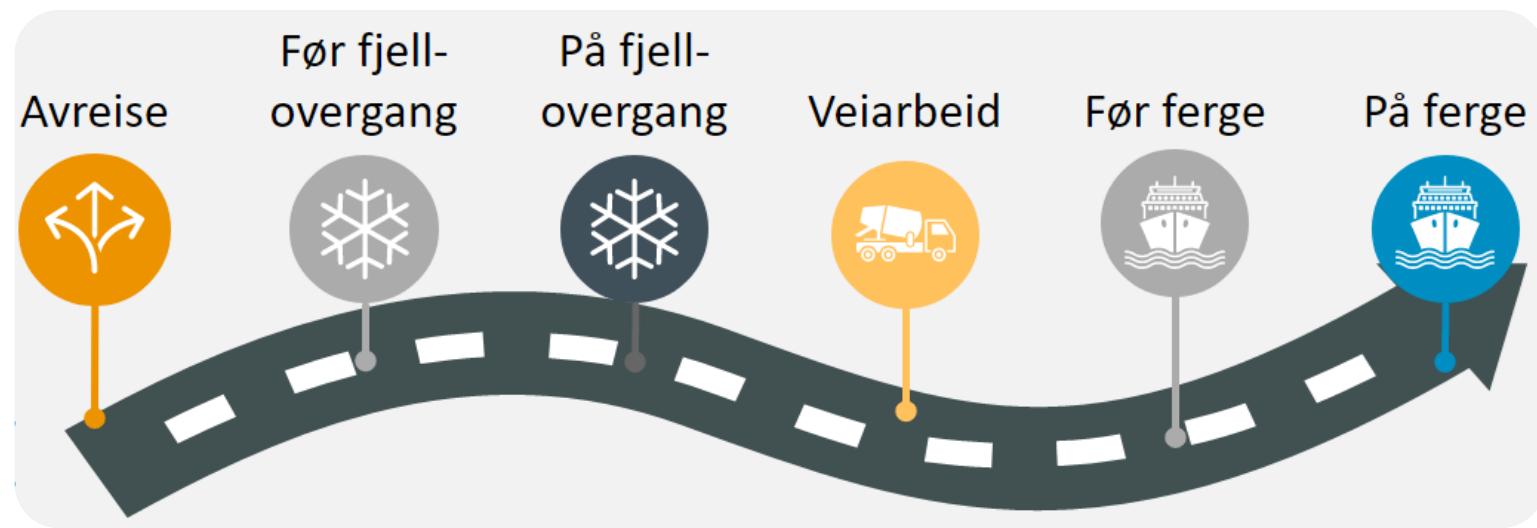 Avreise
Før fjell-
overgang
På fjell-
overgang
Veiarbeid
Før ferge
På ferge